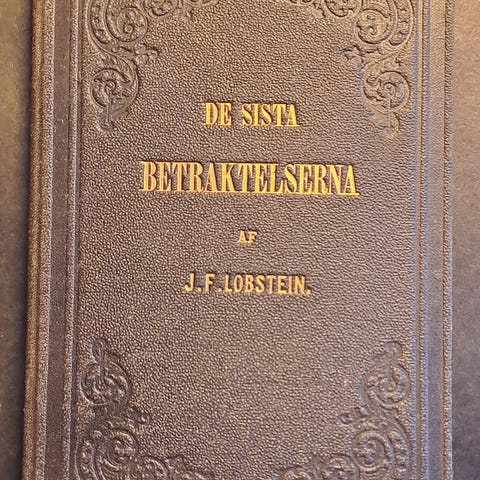 DE SISTA
BETRAKTELSERNA
AF
J. F. LOBSTEIN.